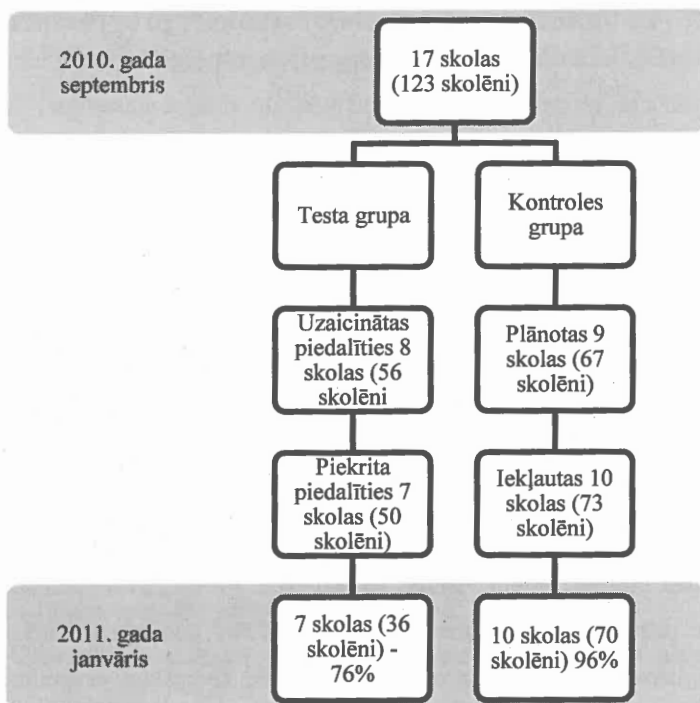 2010. gada
septembris
17 skolas
(123 skolēni)
Testa grupa
Kontroles
grupa
Uzaicinātas
piedalīties 8
skolas (56
skolēni
Plānotas 9
skolas (67
skolēni)
Piekrita
piedalīties 7
skolas (50
skolēni)
Iekļautas 10
skolas (73
skolēni)
2011. gada
janvāris
7 skolas (36
skolēni) -
76%
10 skolas (70
skolēni) 96%